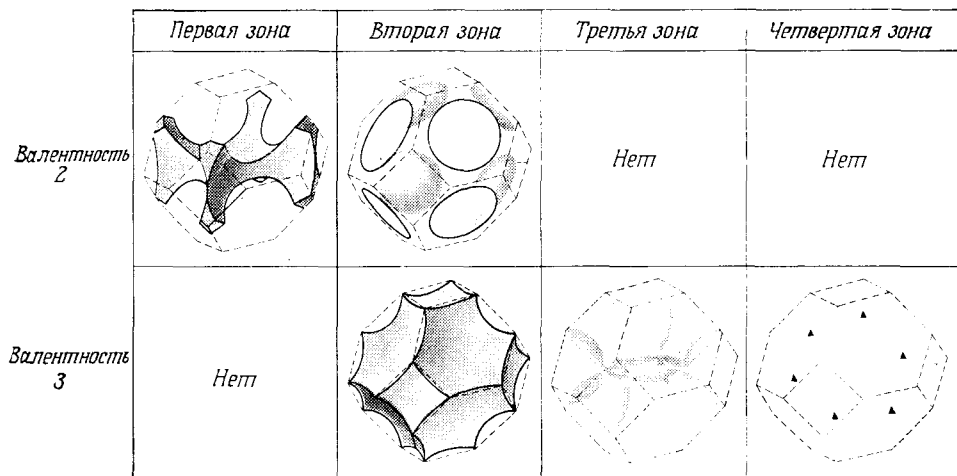 Первая зона
Вторая зона
Третья зона
Четвертая зона
Валентность
2
Нет
Нет
Валентность
3
Нет